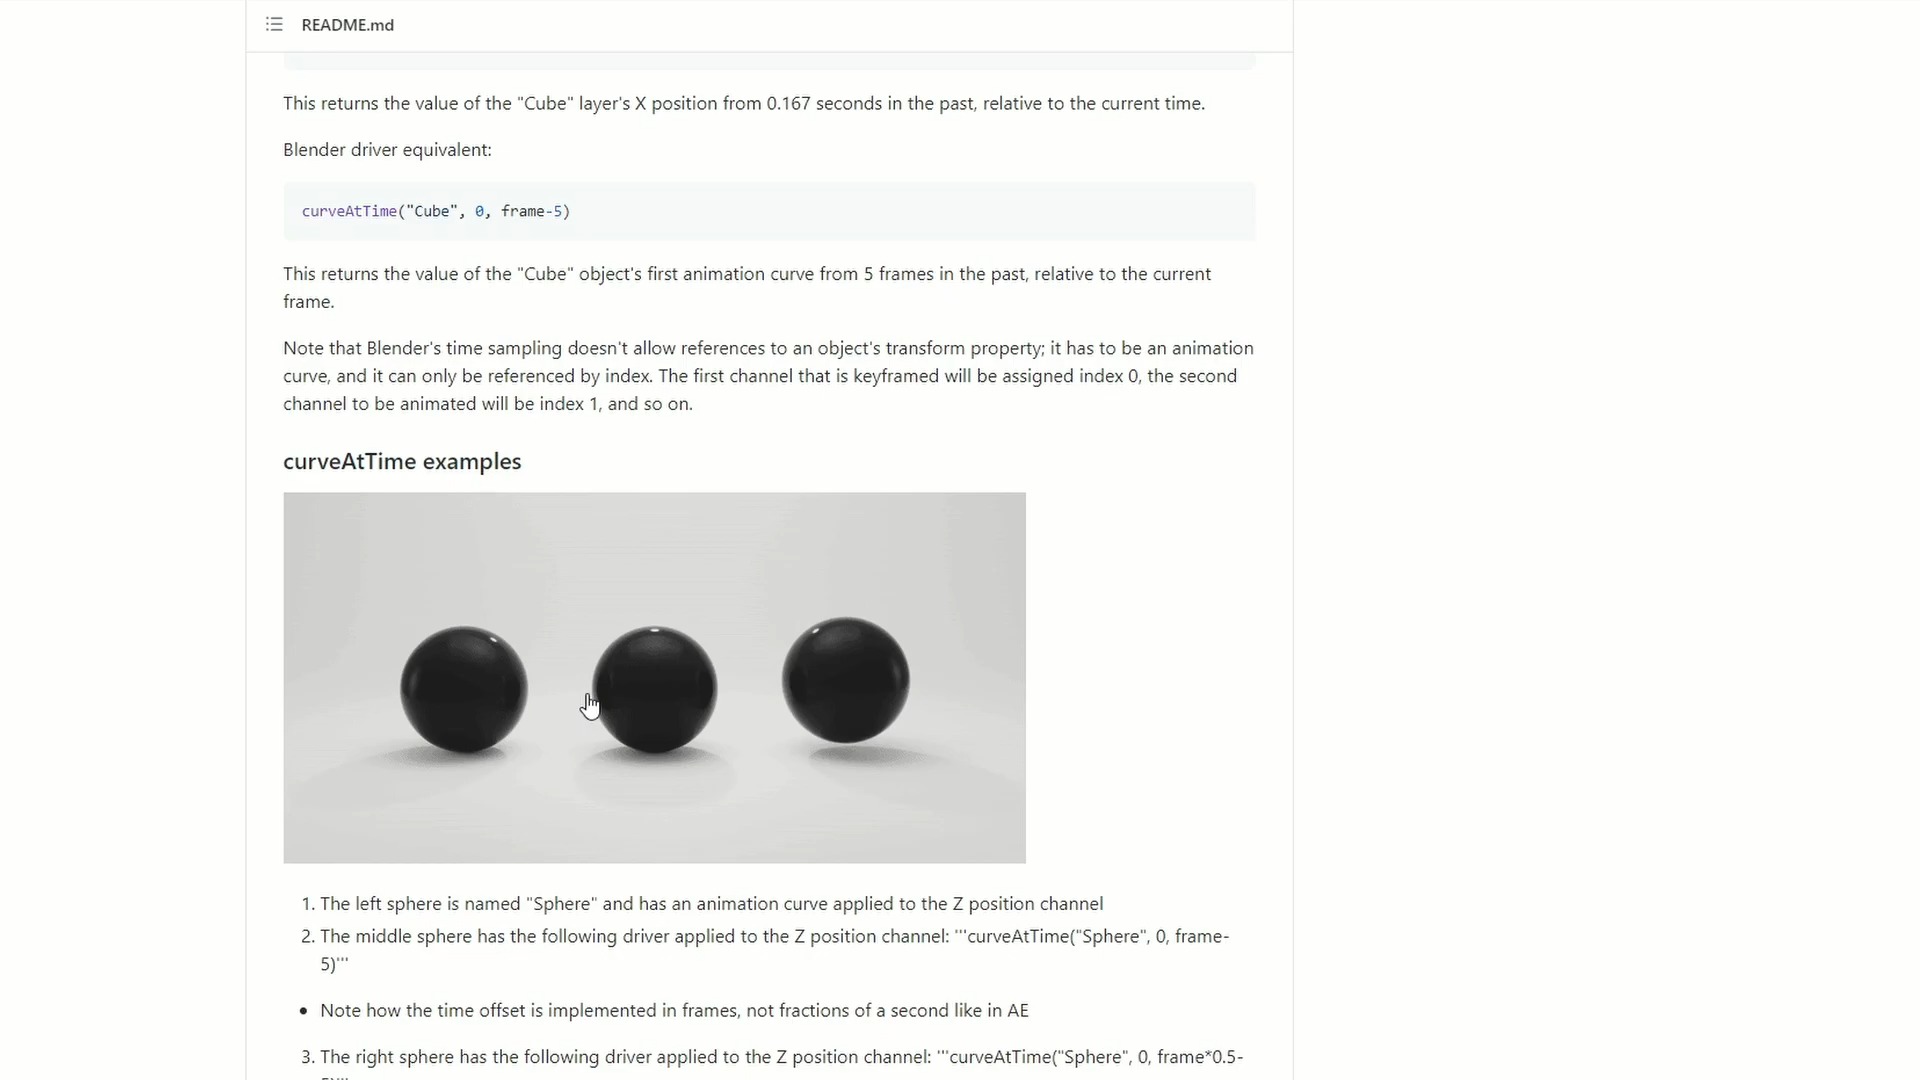 README.md
This returns the value of the "Cube" layer's X position from 0.167 seconds in the past, relative to the current time.
Blender driver equivalent:
curveAtTime("Cube", 0, frame-5)
This returns the value of the "Cube" object's first animation curve from 5 frames in the past, relative to the current
frame.
Note that Blender's time sampling doesn't allow references to an object's transform property; it has to be an animation
curve, and it can only be referenced by index. The first channel that is keyframed will be assigned index 0, the second
channel to be animated will be index 1, and so on.
curveAtTime examples
1. The left sphere is named "Sphere" and has an animation curve applied to the Z position channel
2. The middle sphere has the following driver applied to the Z position channel: '''curveAtTime("Sphere", 0, frame-
5)'''
• Note how the time offset is implemented in frames, not fractions of a second like in AE
3. The right sphere has the following driver applied to the Z position channel: '''curveAtTime("Sphere", 0, frame*0.5-